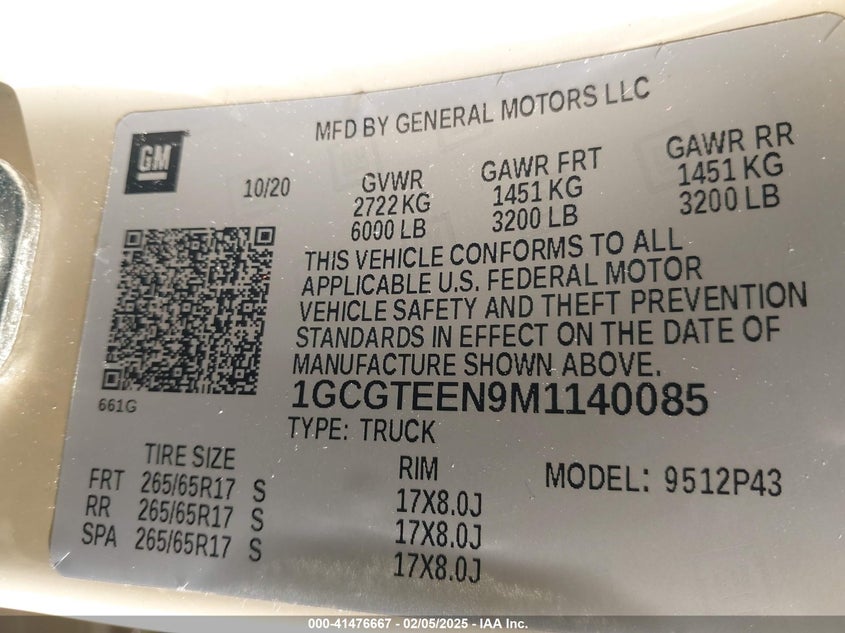 MFD BY GENERAL MOTORS LLC
GM
10/20
GVWR
2722 KG
6000 LB
GAWR FRT
1451 KG
3200 LB
GAWR RR
1451 KG
3200 LB
THIS VEHICLE CONFORMS TO ALL
APPLICABLE U.S. FEDERAL MOTOR
VEHICLE SAFETY AND THEFT PREVENTION
STANDARDS IN EFFECT ON THE DATE OF
MANUFACTURE SHOWN ABOVE.
661G
1GCGTEEN9M1140085
TYPE: TRUCK
TIRE SIZE
RIM
MODEL: 9512P43
FRT 265/65R17 S 17X8.0J
RR 265/65R17 S 17X8.0J
SPA 265/65R17 S 17X8.0J
000-41476667 - 02/05/2025 - IAA Inc.